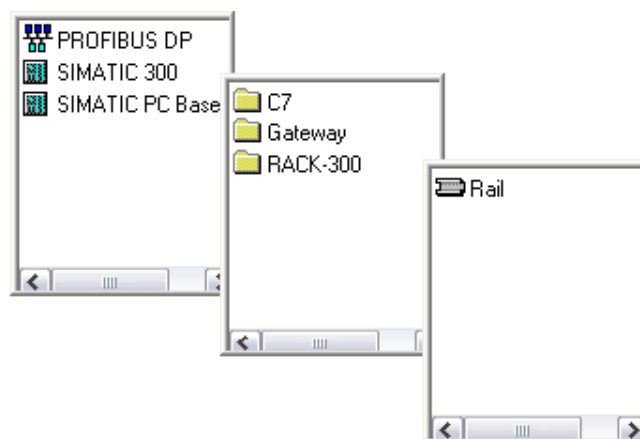 PROFIBUS DP
SIMATIC 300
SIMATIC PC Base
C7
Gateway
RACK-300
Rail